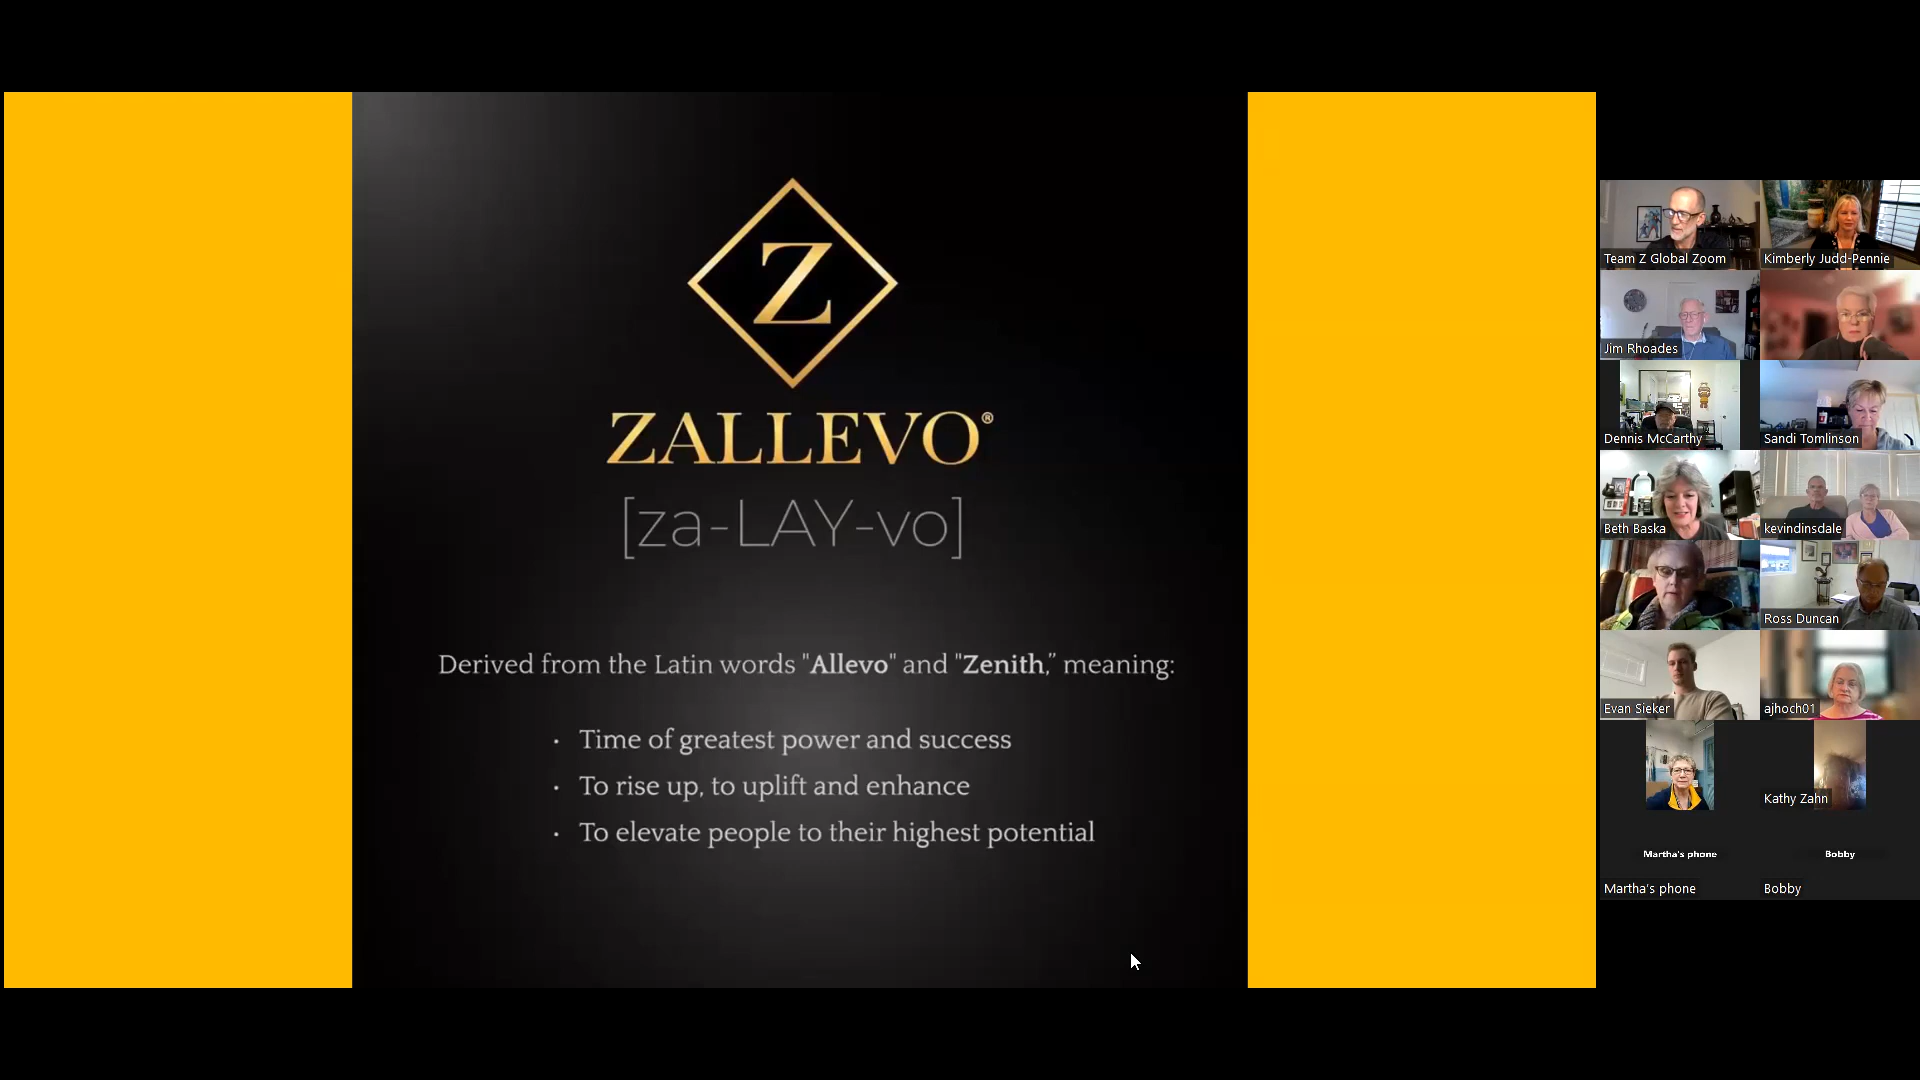 Z
ZALLEVO®
[za-LAY-vo]
Derived from the Latin words "Allevo" and "Zenith,” meaning:
• Time of greatest power and success
• To rise up, to uplift and enhance
• To elevate people to their highest potential
Team Z Global Zoom
Kimberly Judd-Pennie
Jim Rhoades
Dennis McCarthy
Sandi Tomlinson
Beth Baska
kevindinsdale
Ross Duncan
Evan Sieker
ajhoch01
Kathy Zahn
Martha's phone
Bobby
Martha's phone
Bobby